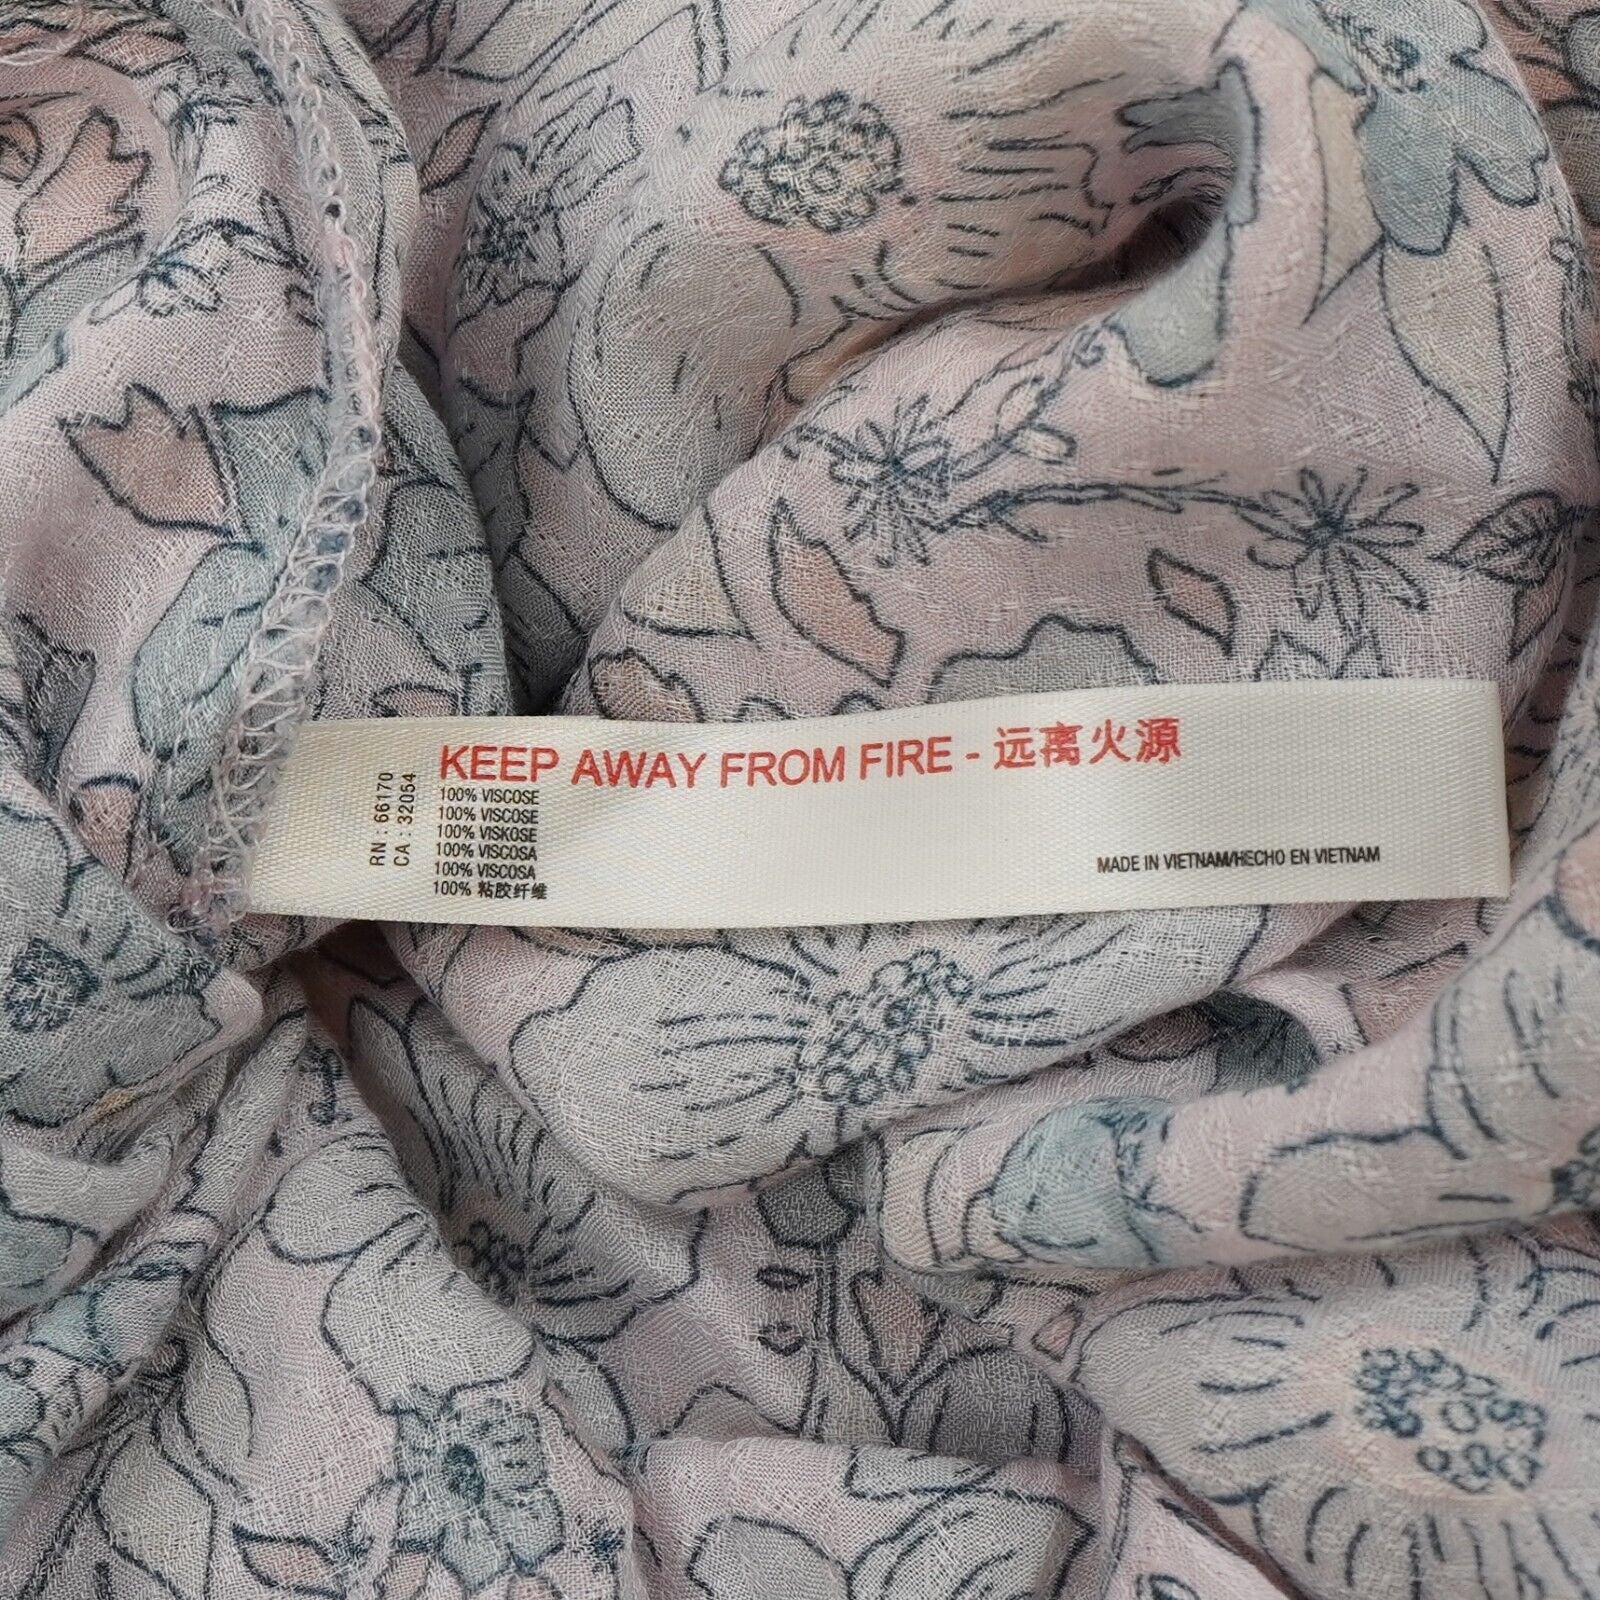 KEEP AWAY FROM FIRE - 远离火源
RN : 66170
CA : 32054
100% VISCOSE
100% VISCOSE
100% VISKOSE
100% VISCOSA
100% VISCOSA
100% 粘胶纤维
MADE IN VIETNAM/HECHO EN VIETNAM